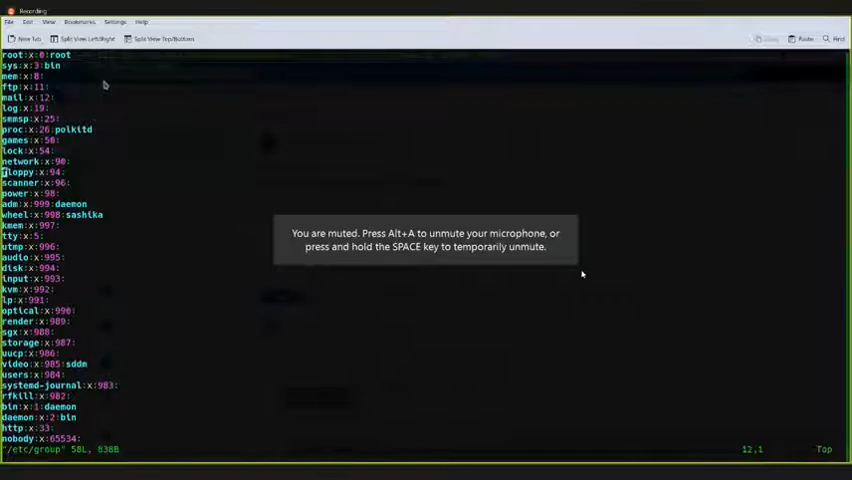 Recording
File Edit View Bookmarks Settings Help
New Tab Split View Left/Right Split View Top/Bottom Copy Paste Find
root:x:0:root
sys:x:3:bin
mem:x:8:
ftp:x:11:
mail:x:12:
log:x:19:
smmsp:x:25:
proc:x:26:polkitd
games:x:50:
lock:x:54:
network:x:90:
floppy:x:94:
scanner:x:96:
power:x:98:
adm:x:999:daemon
wheel:x:998:sashika
kmem:x:997:
tty:x:5:
utmp:x:996:
audio:x:995:
disk:x:994:
input:x:993:
kvm:x:992:
lp:x:991:
optical:x:990:
render:x:989:
sgx:x:988:
storage:x:987:
uucp:x:986:
video:x:985:sddm
users:x:984:
systemd-journal:x:983:
rfkill:x:982:
bin:x:1:daemon
daemon:x:2:bin
http:x:33:
nobody:x:65534:
"/etc/group" 58L, 838B 12,1 Top
You are muted. Press Alt+A to unmute your microphone, or
press and hold the SPACE key to temporarily unmute.